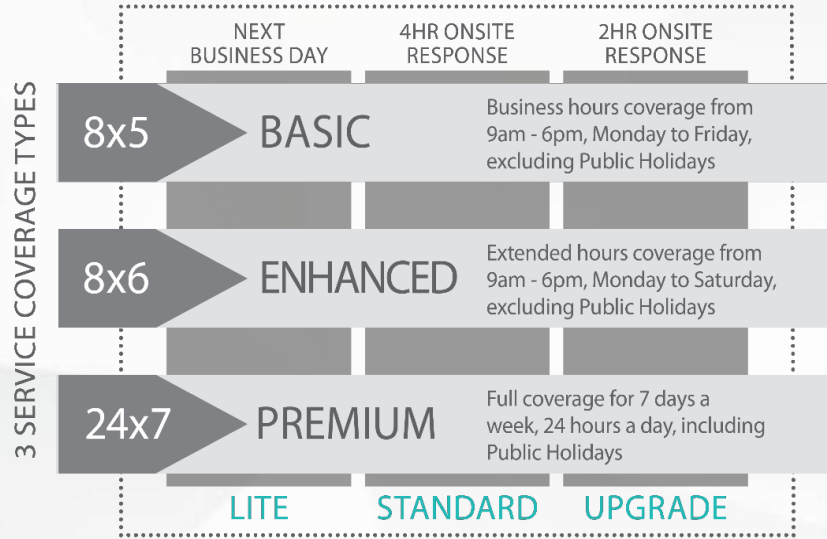 3 SERVICE COVERAGE TYPES
NEXT
BUSINESS DAY
4HR ONSITE
RESPONSE
2HR ONSITE
RESPONSE
8x5
BASIC
Business hours coverage from
9am - 6pm, Monday to Friday,
excluding Public Holidays
8x6
ENHANCED
Extended hours coverage from
9am - 6pm, Monday to Saturday,
excluding Public Holidays
24x7
PREMIUM
Full coverage for 7 days a
week, 24 hours a day, including
Public Holidays
LITE
STANDARD
UPGRADE